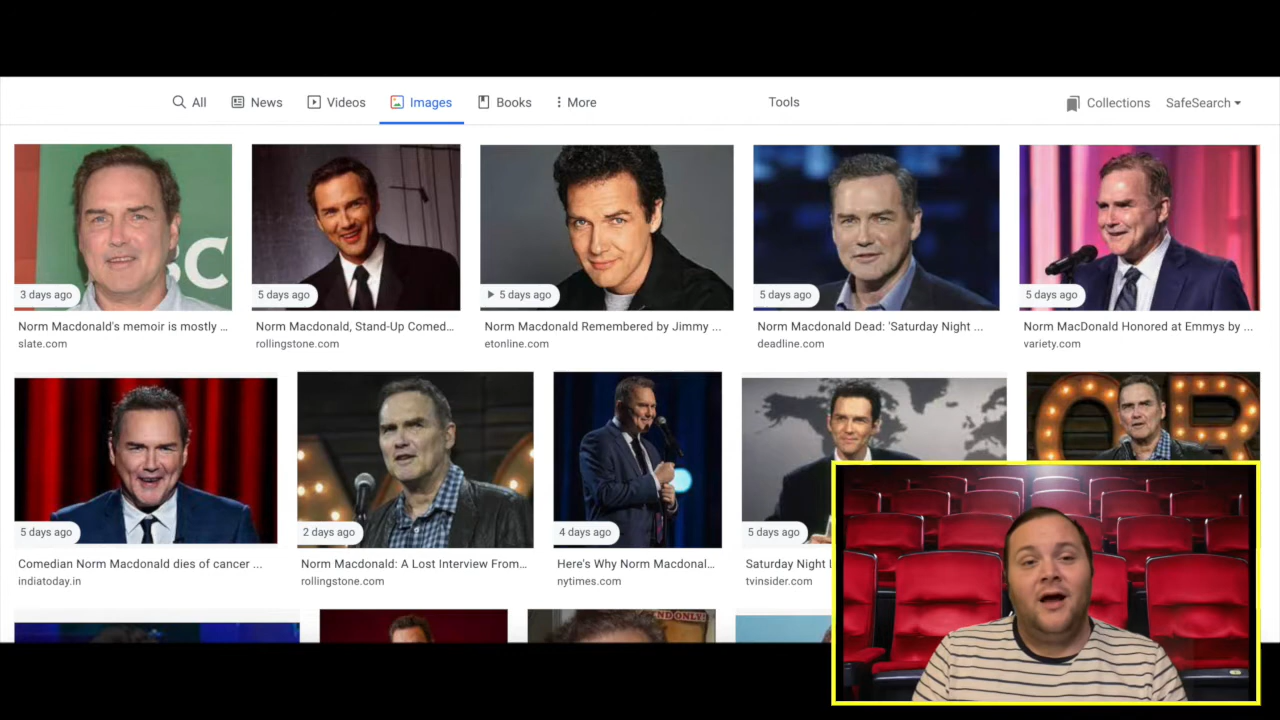 All
News
Videos
Images
Books
More
Tools
Collections
SafeSearch
SC
3 days ago
5 days ago
5 days ago
5 days ago
5 days ago
Norm Macdonald's memoir is mostly ...
Norm Macdonald, Stand-Up Comed...
Norm Macdonald Remembered by Jimmy ...
Norm Macdonald Dead: 'Saturday Night ...
Norm MacDonald Honored at Emmys by ...
slate.com
rollingstone.com
etonline.com
deadline.com
variety.com
OR
5 days ago
2 days ago
4 days ago
5 days ago
Comedian Norm Macdonald dies of cancer ...
Norm Macdonald: A Lost Interview From...
Here's Why Norm Macdonal...
Saturday Night
indiatoday.in
rollingstone.com
nytimes.com
tvinsider.com
ND ONLY!